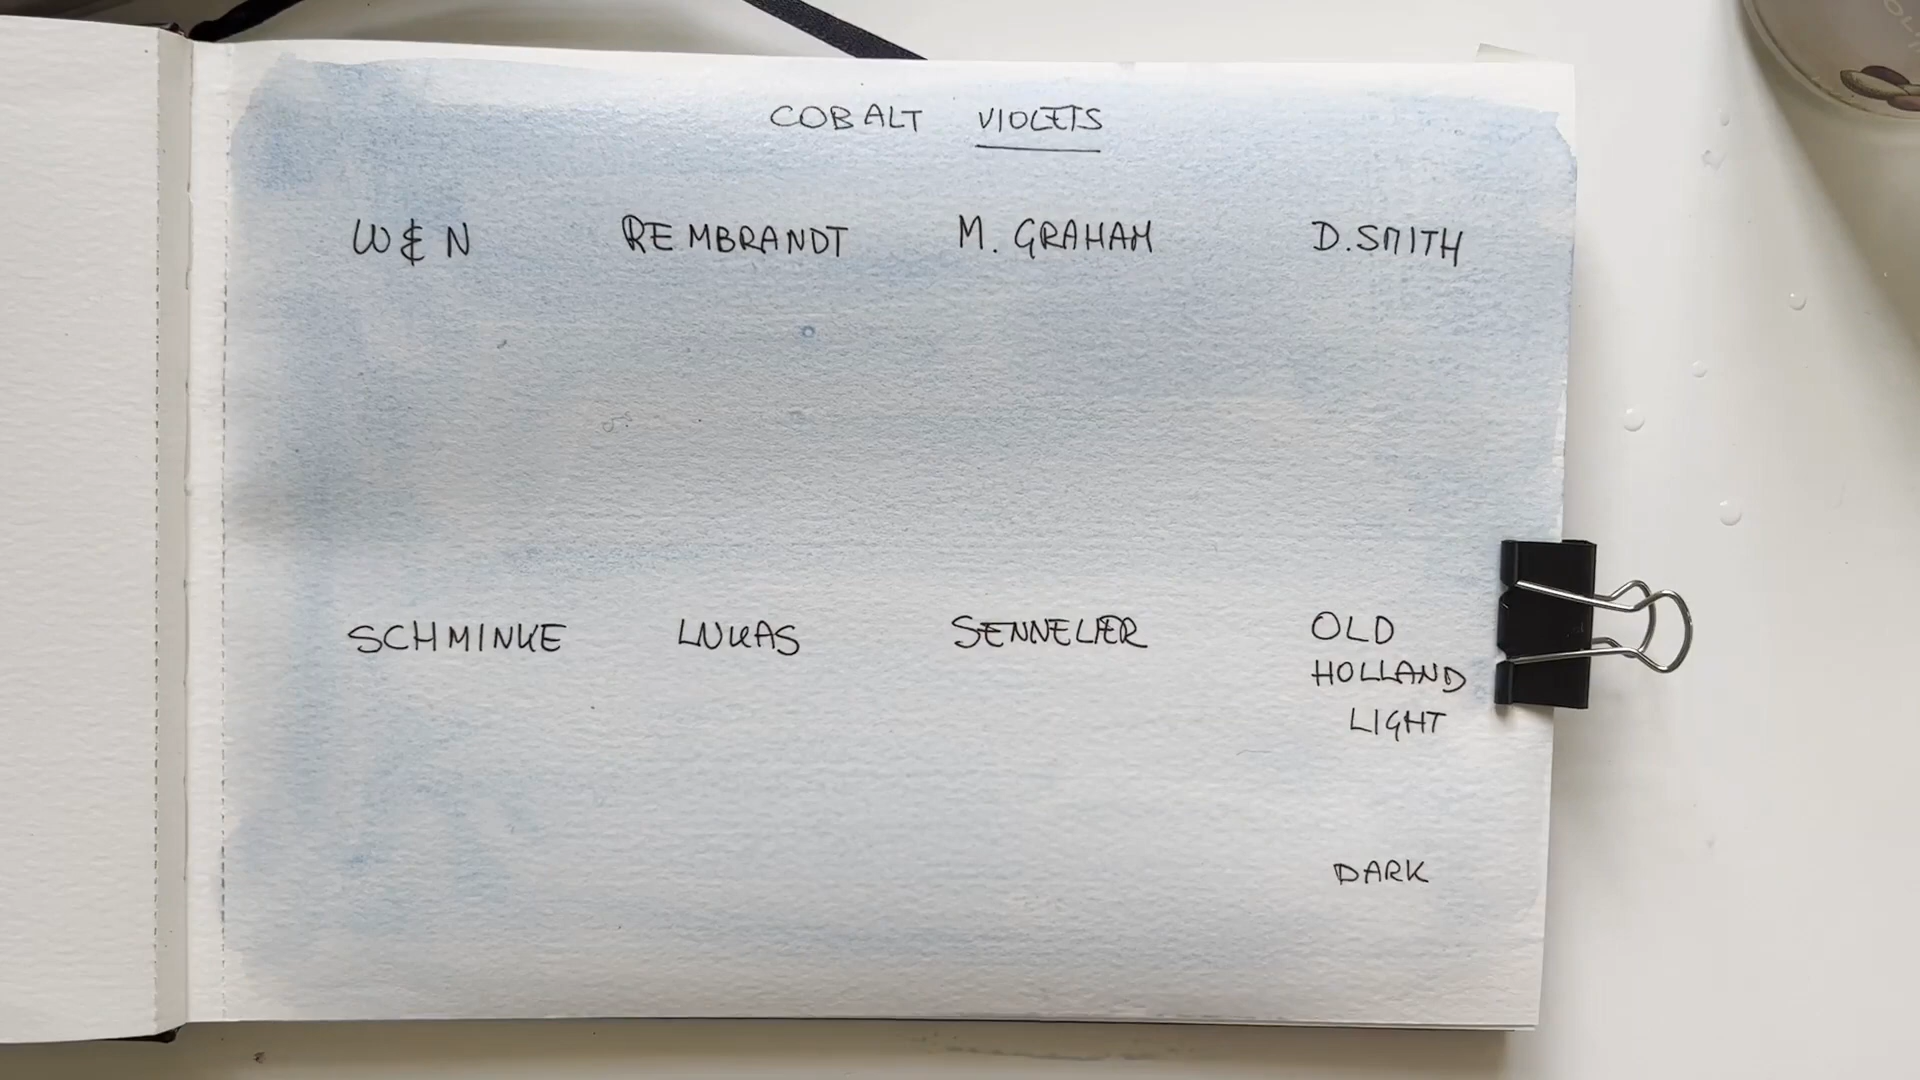 COBALT VIOLETS
W & N REMBRANDT M. GRAHAM D. SMITH
SCHMINKE LUKAS SENNELIER OLD
HOLLAND
LIGHT
DARK